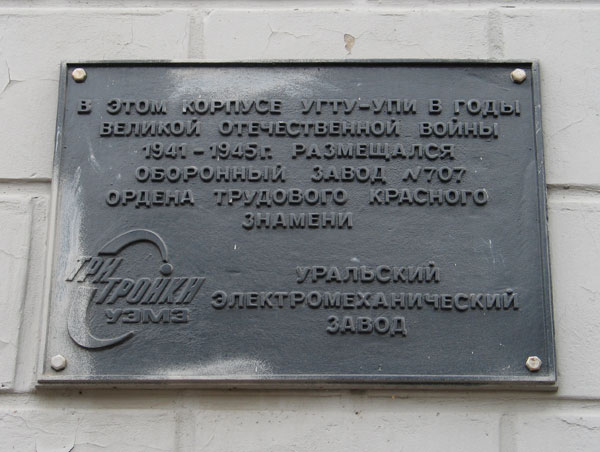 В ЭТОМ КОРПУСЕ УГТУ-УПИ В ГОДЫ
ВЕЛИКОЙ ОТЕЧЕСТВЕННОЙ ВОЙНЫ
1941-1945г. РАЗМЕЩАЛСЯ
ОБОРОННЫЙ ЗАВОД №707
ОРДЕНА ТРУДОВОГО КРАСНОГО
ЗНАМЕНИ
ТРИ
ТРОЙКИ
УЭМЗ
УРАЛЬСКИЙ
ЭЛЕКТРОМЕХАНИЧЕСКИЙ
ЗАВОД